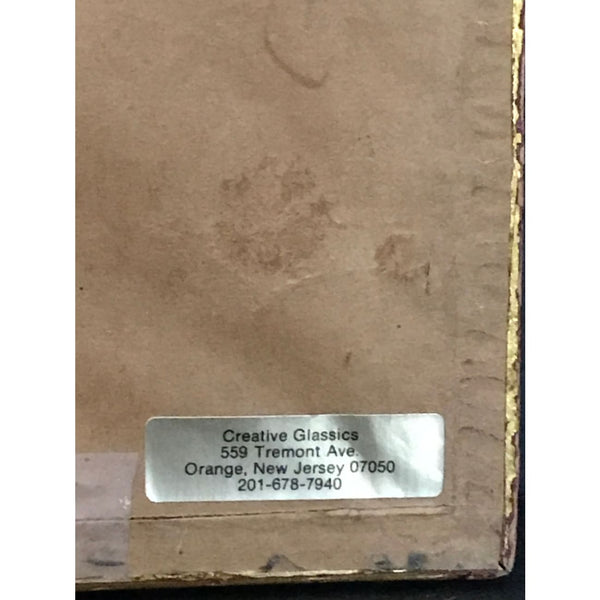 Creative Glassics
559 Tremont Ave.
Orange, New Jersey 07050
201-678-7940